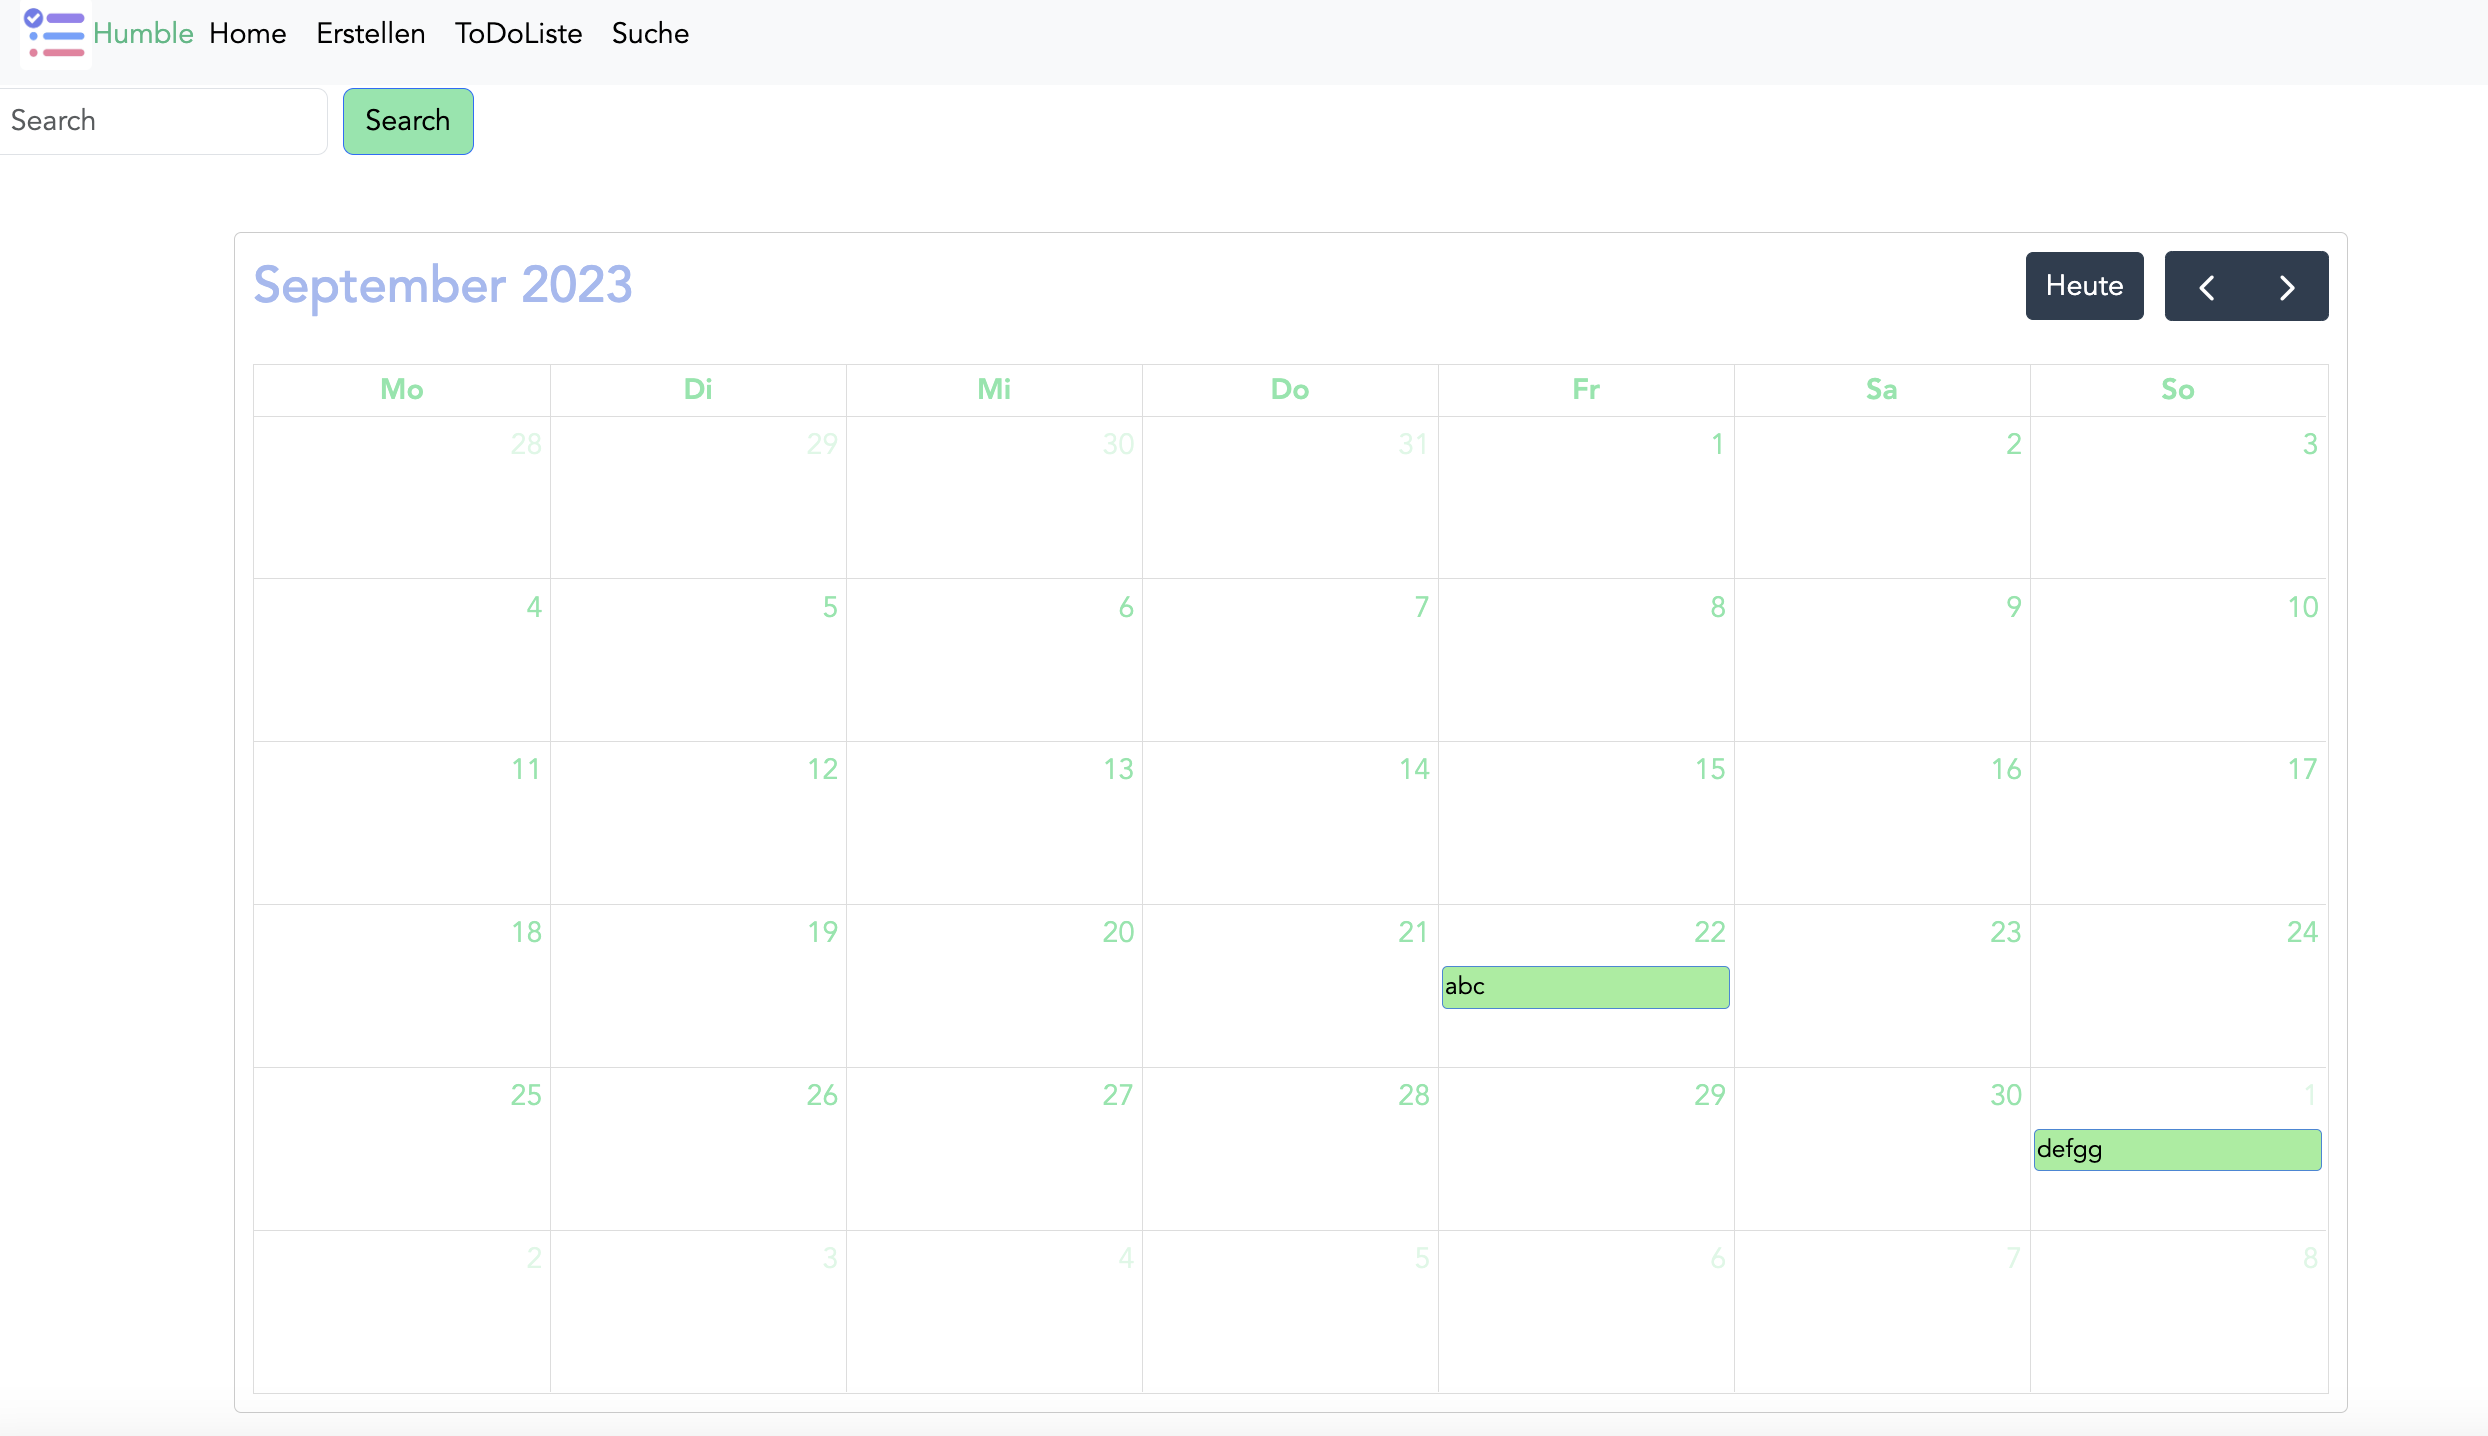 Humble Home Erstellen ToDoListe Suche
Search Search
September 2023 Heute
Mo Di Mi Do Fr Sa So
28 29 30 31 1 2 3
4 5 6 7 8 9 10
11 12 13 14 15 16 17
18 19 20 21 22 23 24
abc
25 26 27 28 29 30 1
defgg
2 3 4 5 6 7 8